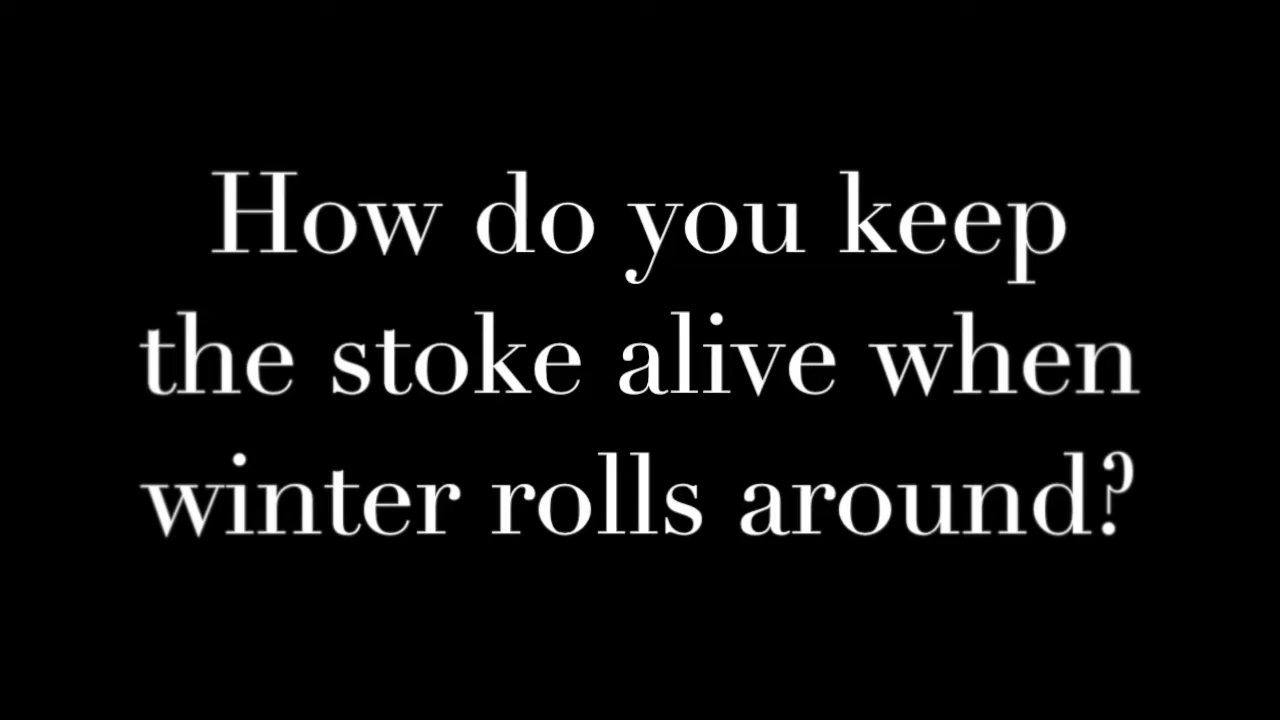 How do you keep
the stoke alive when
winter rolls around?